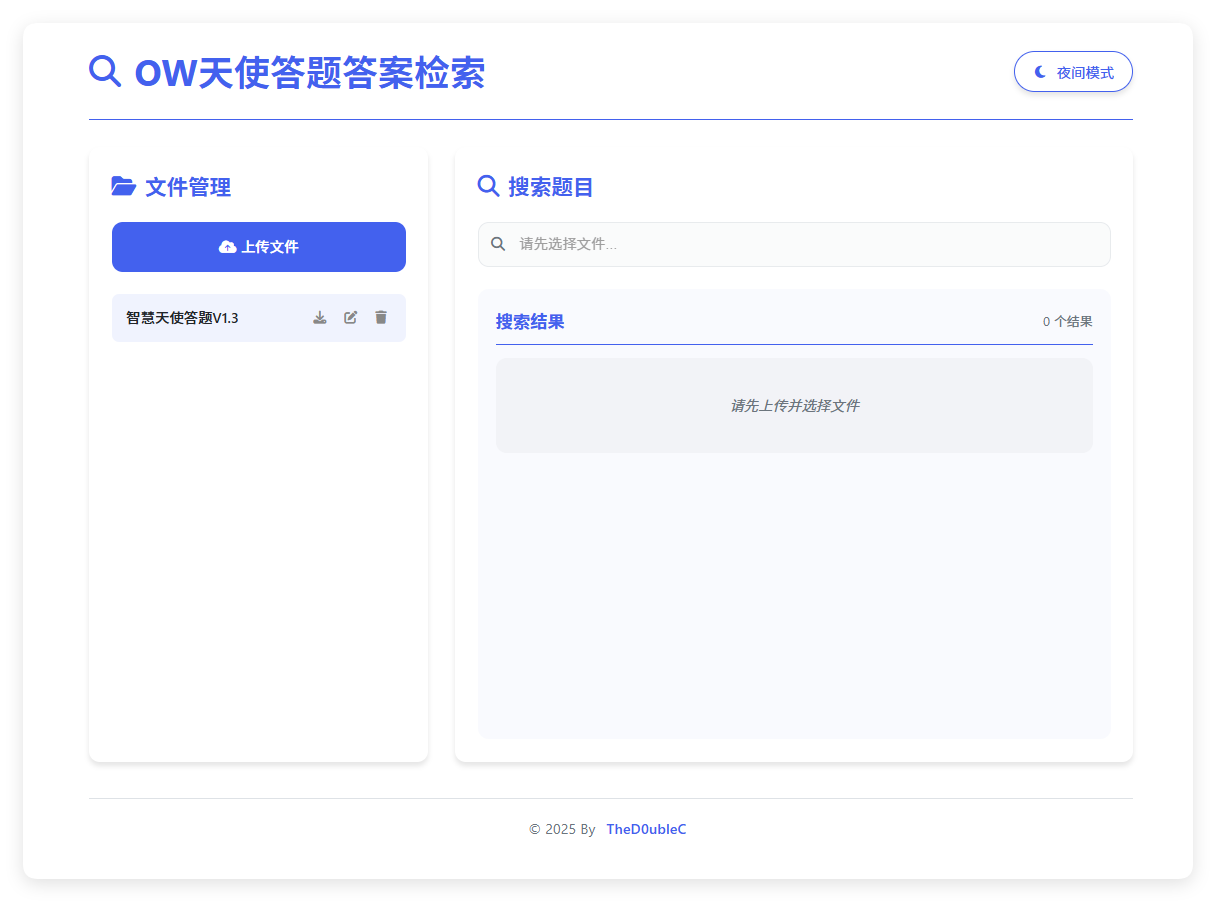 OW天使答题答案检索
夜间模式
文件管理
上传文件
智慧天使答题V1.3
搜索题目
请先选择文件...
搜索结果
0 个结果
请先上传并选择文件
© 2025 By TheD0ubleC